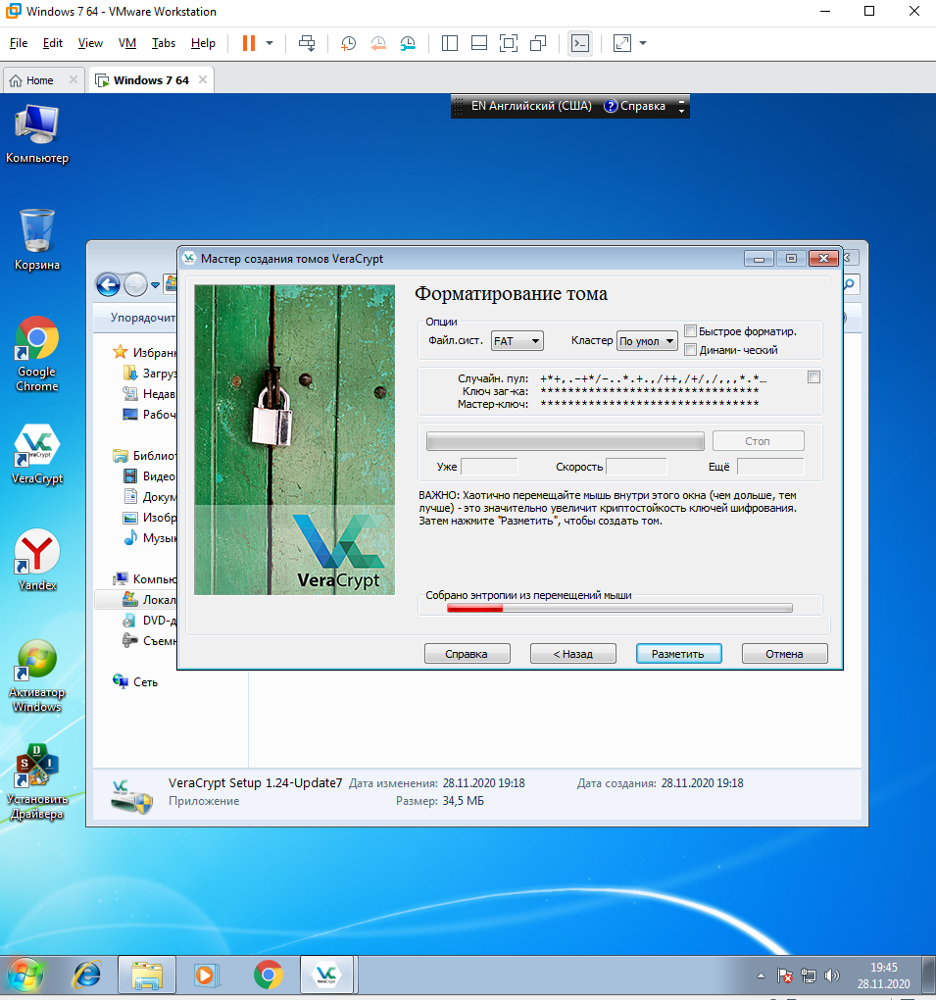 Windows 7 64 - VMware Workstation
File Edit View VM Tabs Help
Home
Windows 7 64
EN Английский (США) Справка
Компьютер
Корзина
Google
Chrome
VeraCrypt
Yandex
Активатор
Windows
Установить
Драйвера
Упорядочит
Избранн
Загруз
Недав
Рабоч
Библиот
Видео
Докум
Изобр
Музык
Компью
Локал
DVD-д
Съемн
Сеть
Мастер создания томов VeraCrypt
VeraCrypt
Форматирование тома
Опции
Файл.сист. FAT Кластер По умол Быстрое форматир.
Динами- ческий
Случайн. пул: +*+,.-+*/-..*.+.,/++,/+/,/,,,*.*...
Ключ заг-ка: ********************************
Мастер-ключ: ********************************
Стоп
Уже Скорость Ещё
ВАЖНО: Хаотично перемещайте мышь внутри этого окна (чем дольше, тем
лучше) - это значительно увеличит криптостойкость ключей шифрования.
Затем нажмите "Разметить", чтобы создать том.
Собрано энтропии из перемещений мыши
Справка < Назад Разметить Отмена
VeraCrypt Setup 1.24-Update7 Дата изменения: 28.11.2020 19:18 Дата создания: 28.11.2020 19:18
Приложение Размер: 34,5 МБ
VeraCrypt
19:45
28.11.2020